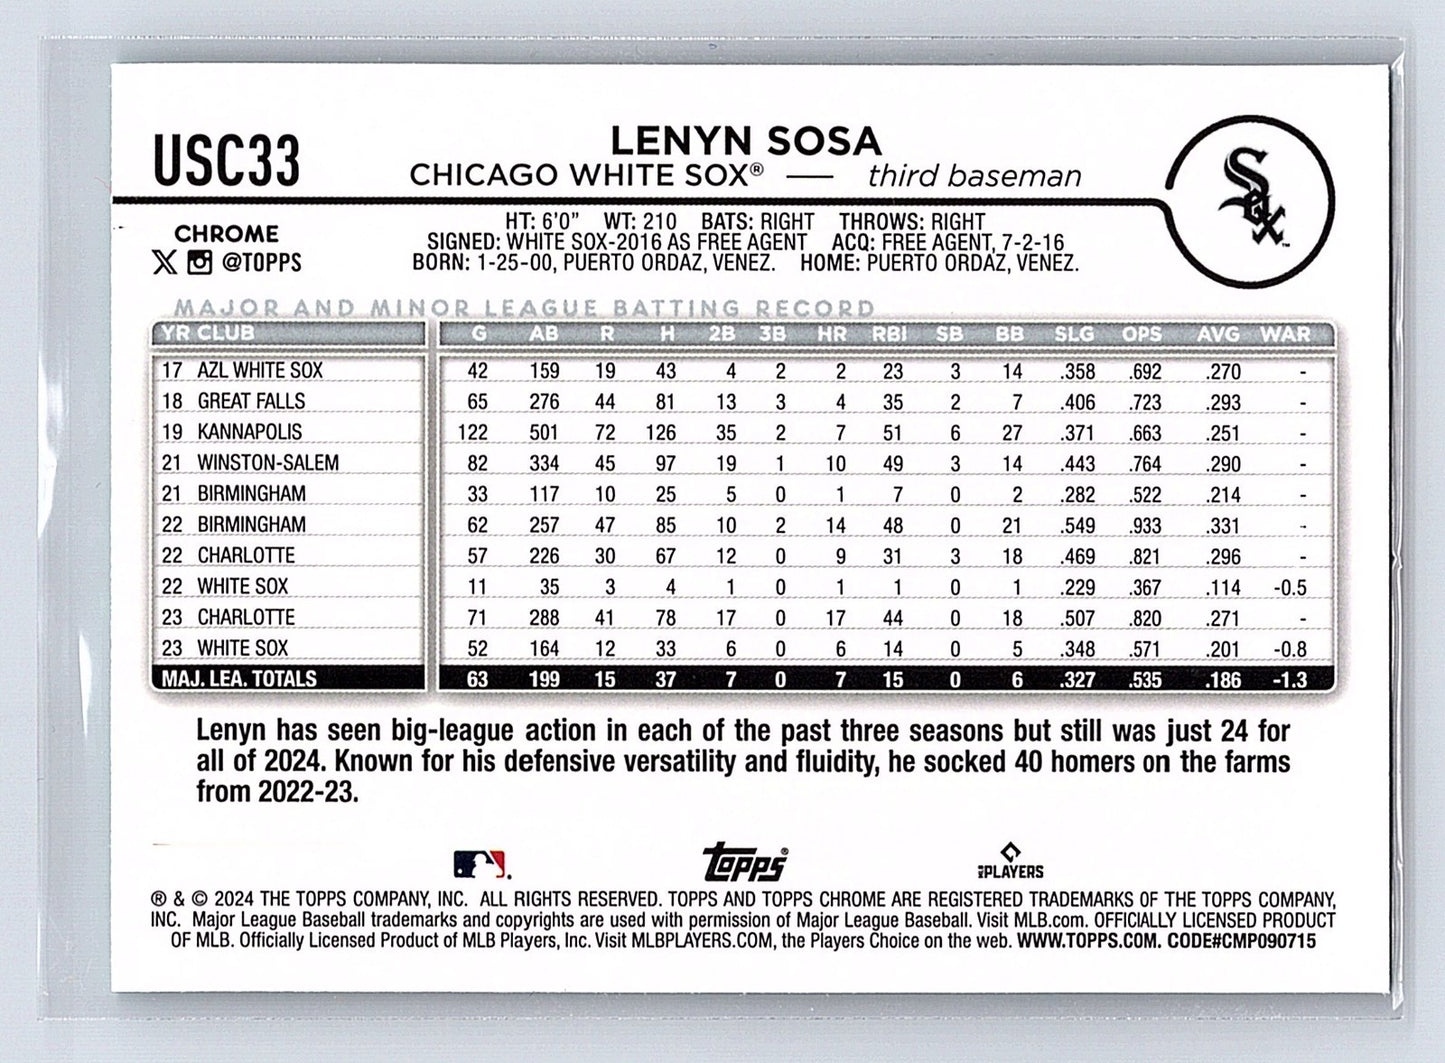 USC33
LENYN SOSA
CHICAGO WHITE SOX® — third baseman
Sox™
CHROME
@TOPPS
HT: 6'0" WT: 210 BATS: RIGHT THROWS: RIGHT
SIGNED: WHITE SOX-2016 AS FREE AGENT ACQ: FREE AGENT, 7-2-16
BORN: 1-25-00, PUERTO ORDAZ, VENEZ. HOME: PUERTO ORDAZ, VENEZ.
MAJOR AND MINOR LEAGUE BATTING RECORD
YR CLUB G AB R H 2B 3B HR RBI SB BB SLG OPS AVG WAR
17 AZL WHITE SOX 42 159 19 43 4 2 2 23 3 14 .358 .692 .270 -
18 GREAT FALLS 65 276 44 81 13 3 4 35 2 7 .406 .723 .293 -
19 KANNAPOLIS 122 501 72 126 35 2 7 51 6 27 .371 .663 .251 -
21 WINSTON-SALEM 82 334 45 97 19 1 10 49 3 14 .443 .764 .290 -
21 BIRMINGHAM 33 117 10 25 5 0 1 7 0 2 .282 .522 .214 -
22 BIRMINGHAM 62 257 47 85 10 2 14 48 0 21 .549 .933 .331 -
22 CHARLOTTE 57 226 30 67 12 0 9 31 3 18 .469 .821 .296 -
22 WHITE SOX 11 35 3 4 1 0 1 1 0 1 .229 .367 .114 -0.5
23 CHARLOTTE 71 288 41 78 17 0 17 44 0 18 .507 .820 .271 -
23 WHITE SOX 52 164 12 33 6 0 6 14 0 5 .348 .571 .201 -0.8
MAJ. LEA. TOTALS 63 199 15 37 7 0 7 15 0 6 .327 .535 .186 -1.3
Lenyn has seen big-league action in each of the past three seasons but still was just 24 for
all of 2024. Known for his defensive versatility and fluidity, he socked 40 homers on the farms
from 2022-23.
Topps®
MLB PLAYERS
® & © 2024 THE TOPPS COMPANY, INC. ALL RIGHTS RESERVED. TOPPS AND TOPPS CHROME ARE REGISTERED TRADEMARKS OF THE TOPPS COMPANY,
INC. Major League Baseball trademarks and copyrights are used with permission of Major League Baseball. Visit MLB.com. OFFICIALLY LICENSED PRODUCT
OF MLB. Officially Licensed Product of MLB Players, Inc. Visit MLBPLAYERS.COM, the Players Choice on the web. WWW.TOPPS.COM. CODE#CMP090715